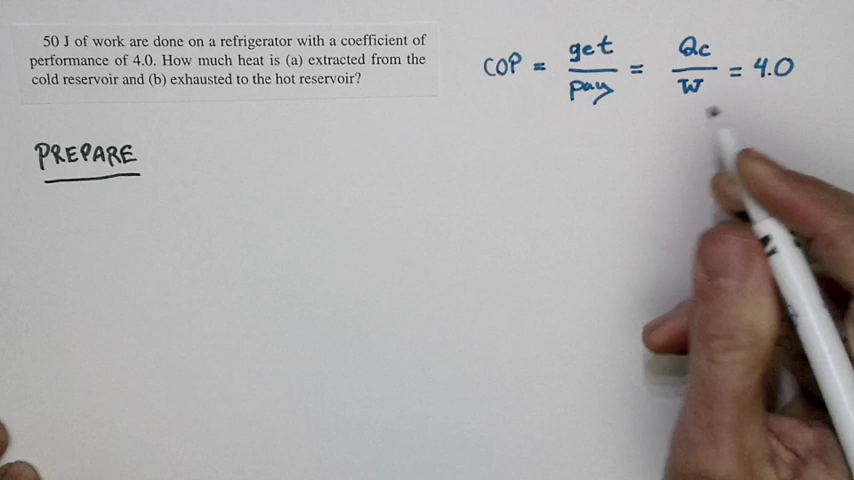 50 J of work are done on a refrigerator with a coefficient of
performance of 4.0. How much heat is (a) extracted from the
cold reservoir and (b) exhausted to the hot reservoir?
COP = get / pay = Qc / W = 4.0
PREPARE